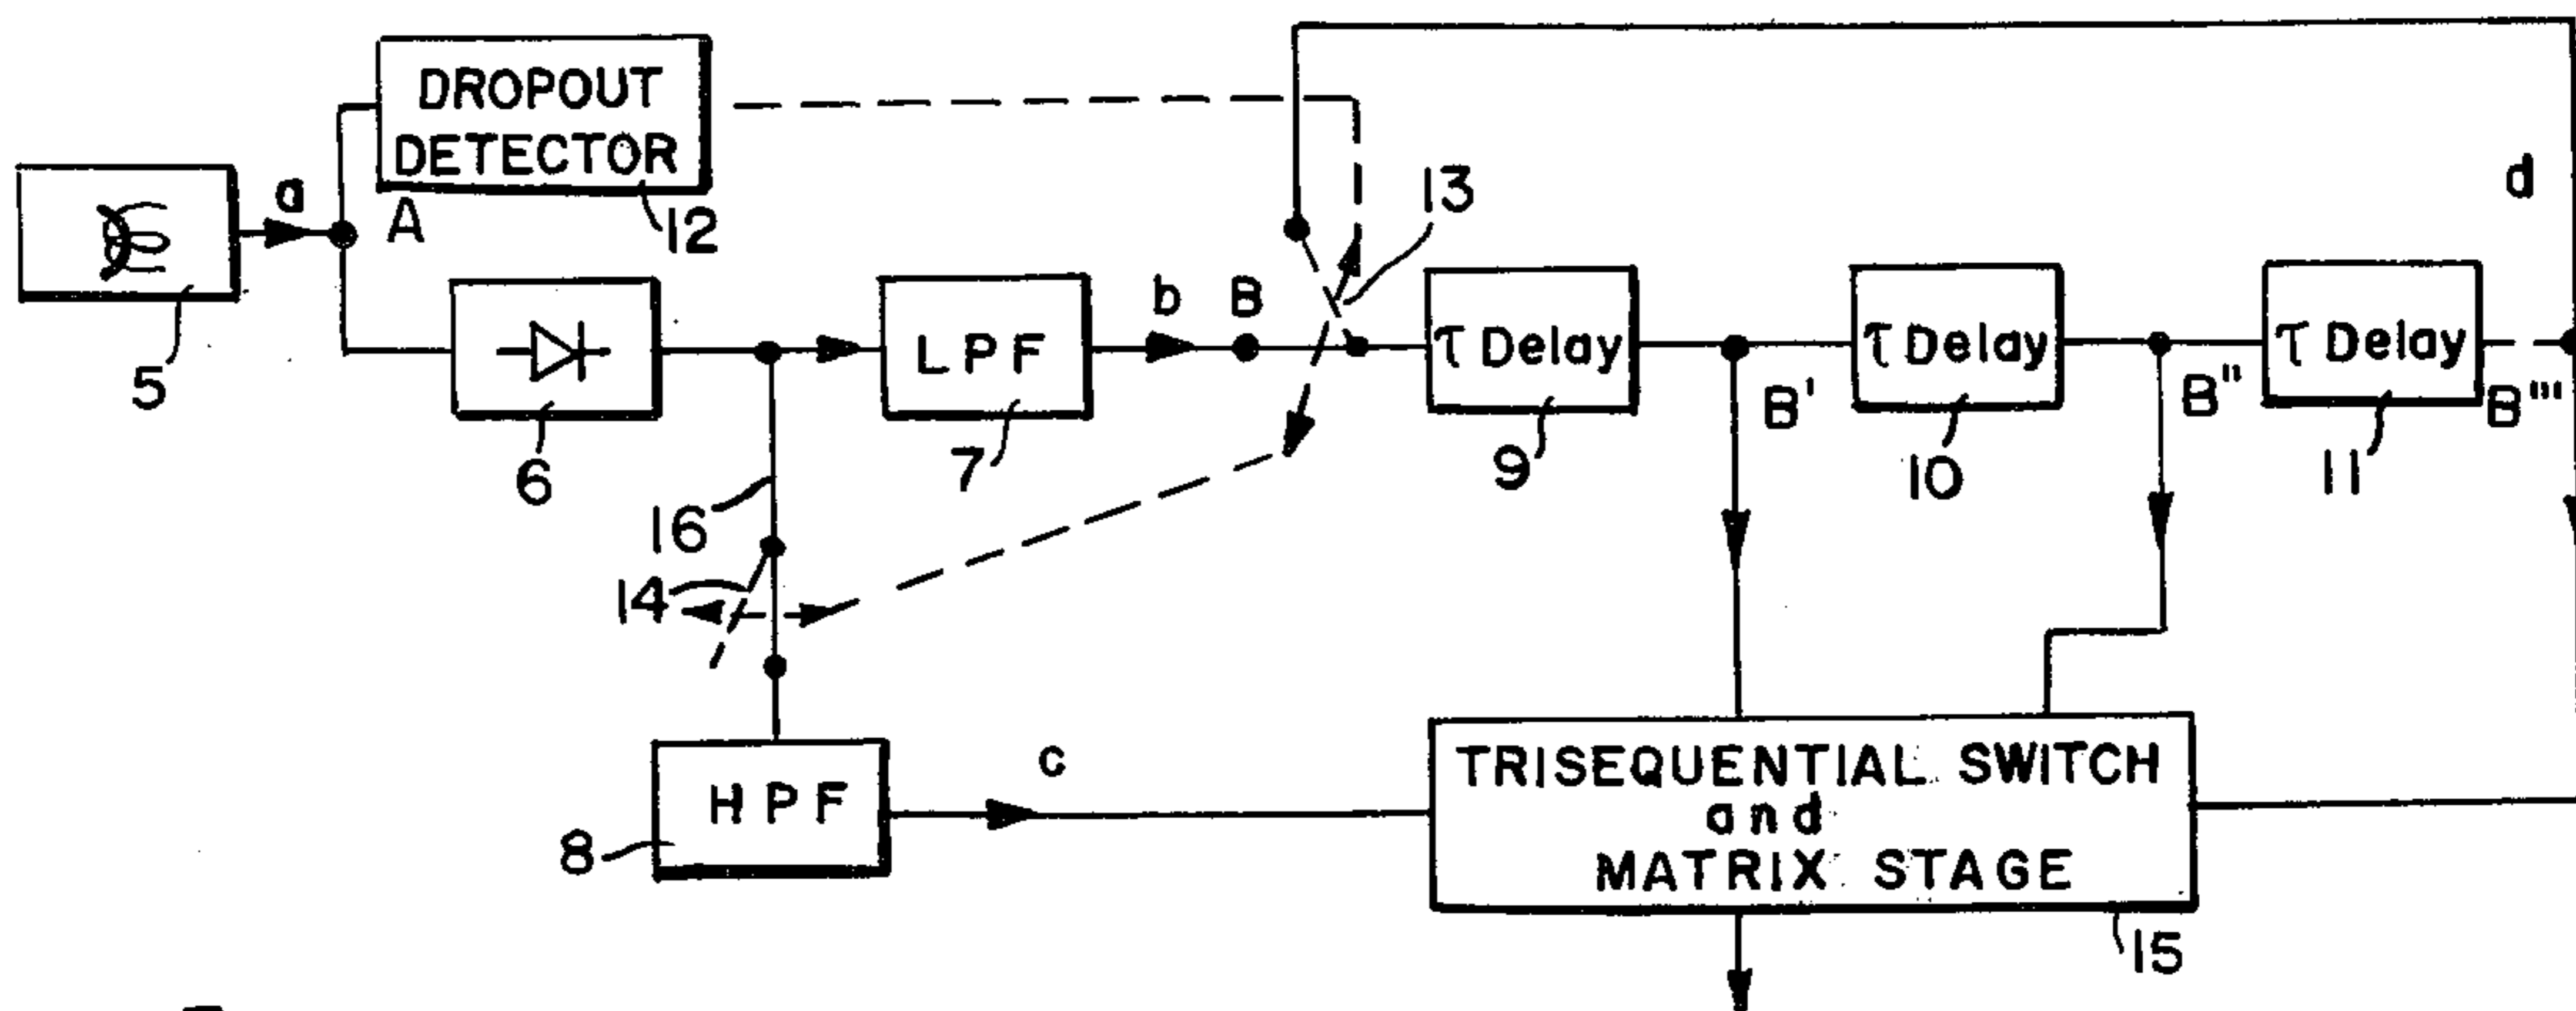 DROPOUT
DETECTOR
12
a
A
5
6
LPF
7
b
B
13
τ Delay
9
B'
τ Delay
10
B"
τ Delay
11
B'''
d
16
14
HPF
8
c
TRISEQUENTIAL SWITCH
and
MATRIX STAGE
15